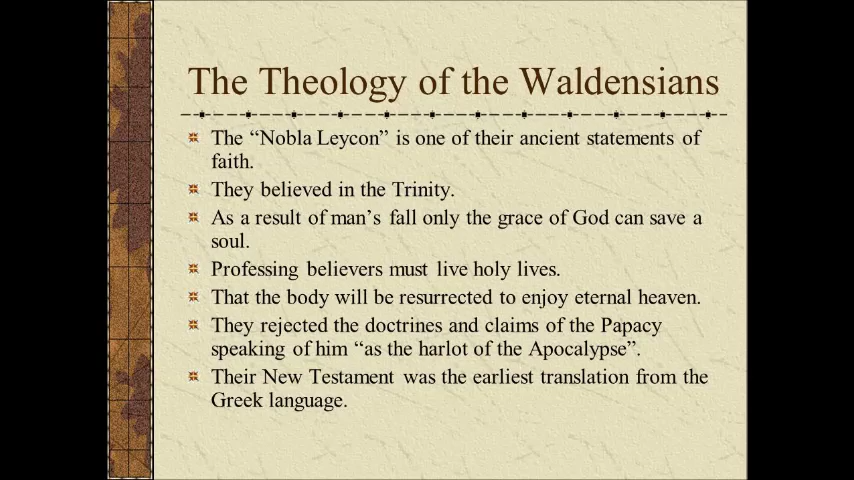 The Theology of the Waldensians
The “Nobla Leycon” is one of their ancient statements of
faith.
They believed in the Trinity.
As a result of man’s fall only the grace of God can save a
soul.
Professing believers must live holy lives.
That the body will be resurrected to enjoy eternal heaven.
They rejected the doctrines and claims of the Papacy
speaking of him “as the harlot of the Apocalypse”.
Their New Testament was the earliest translation from the
Greek language.